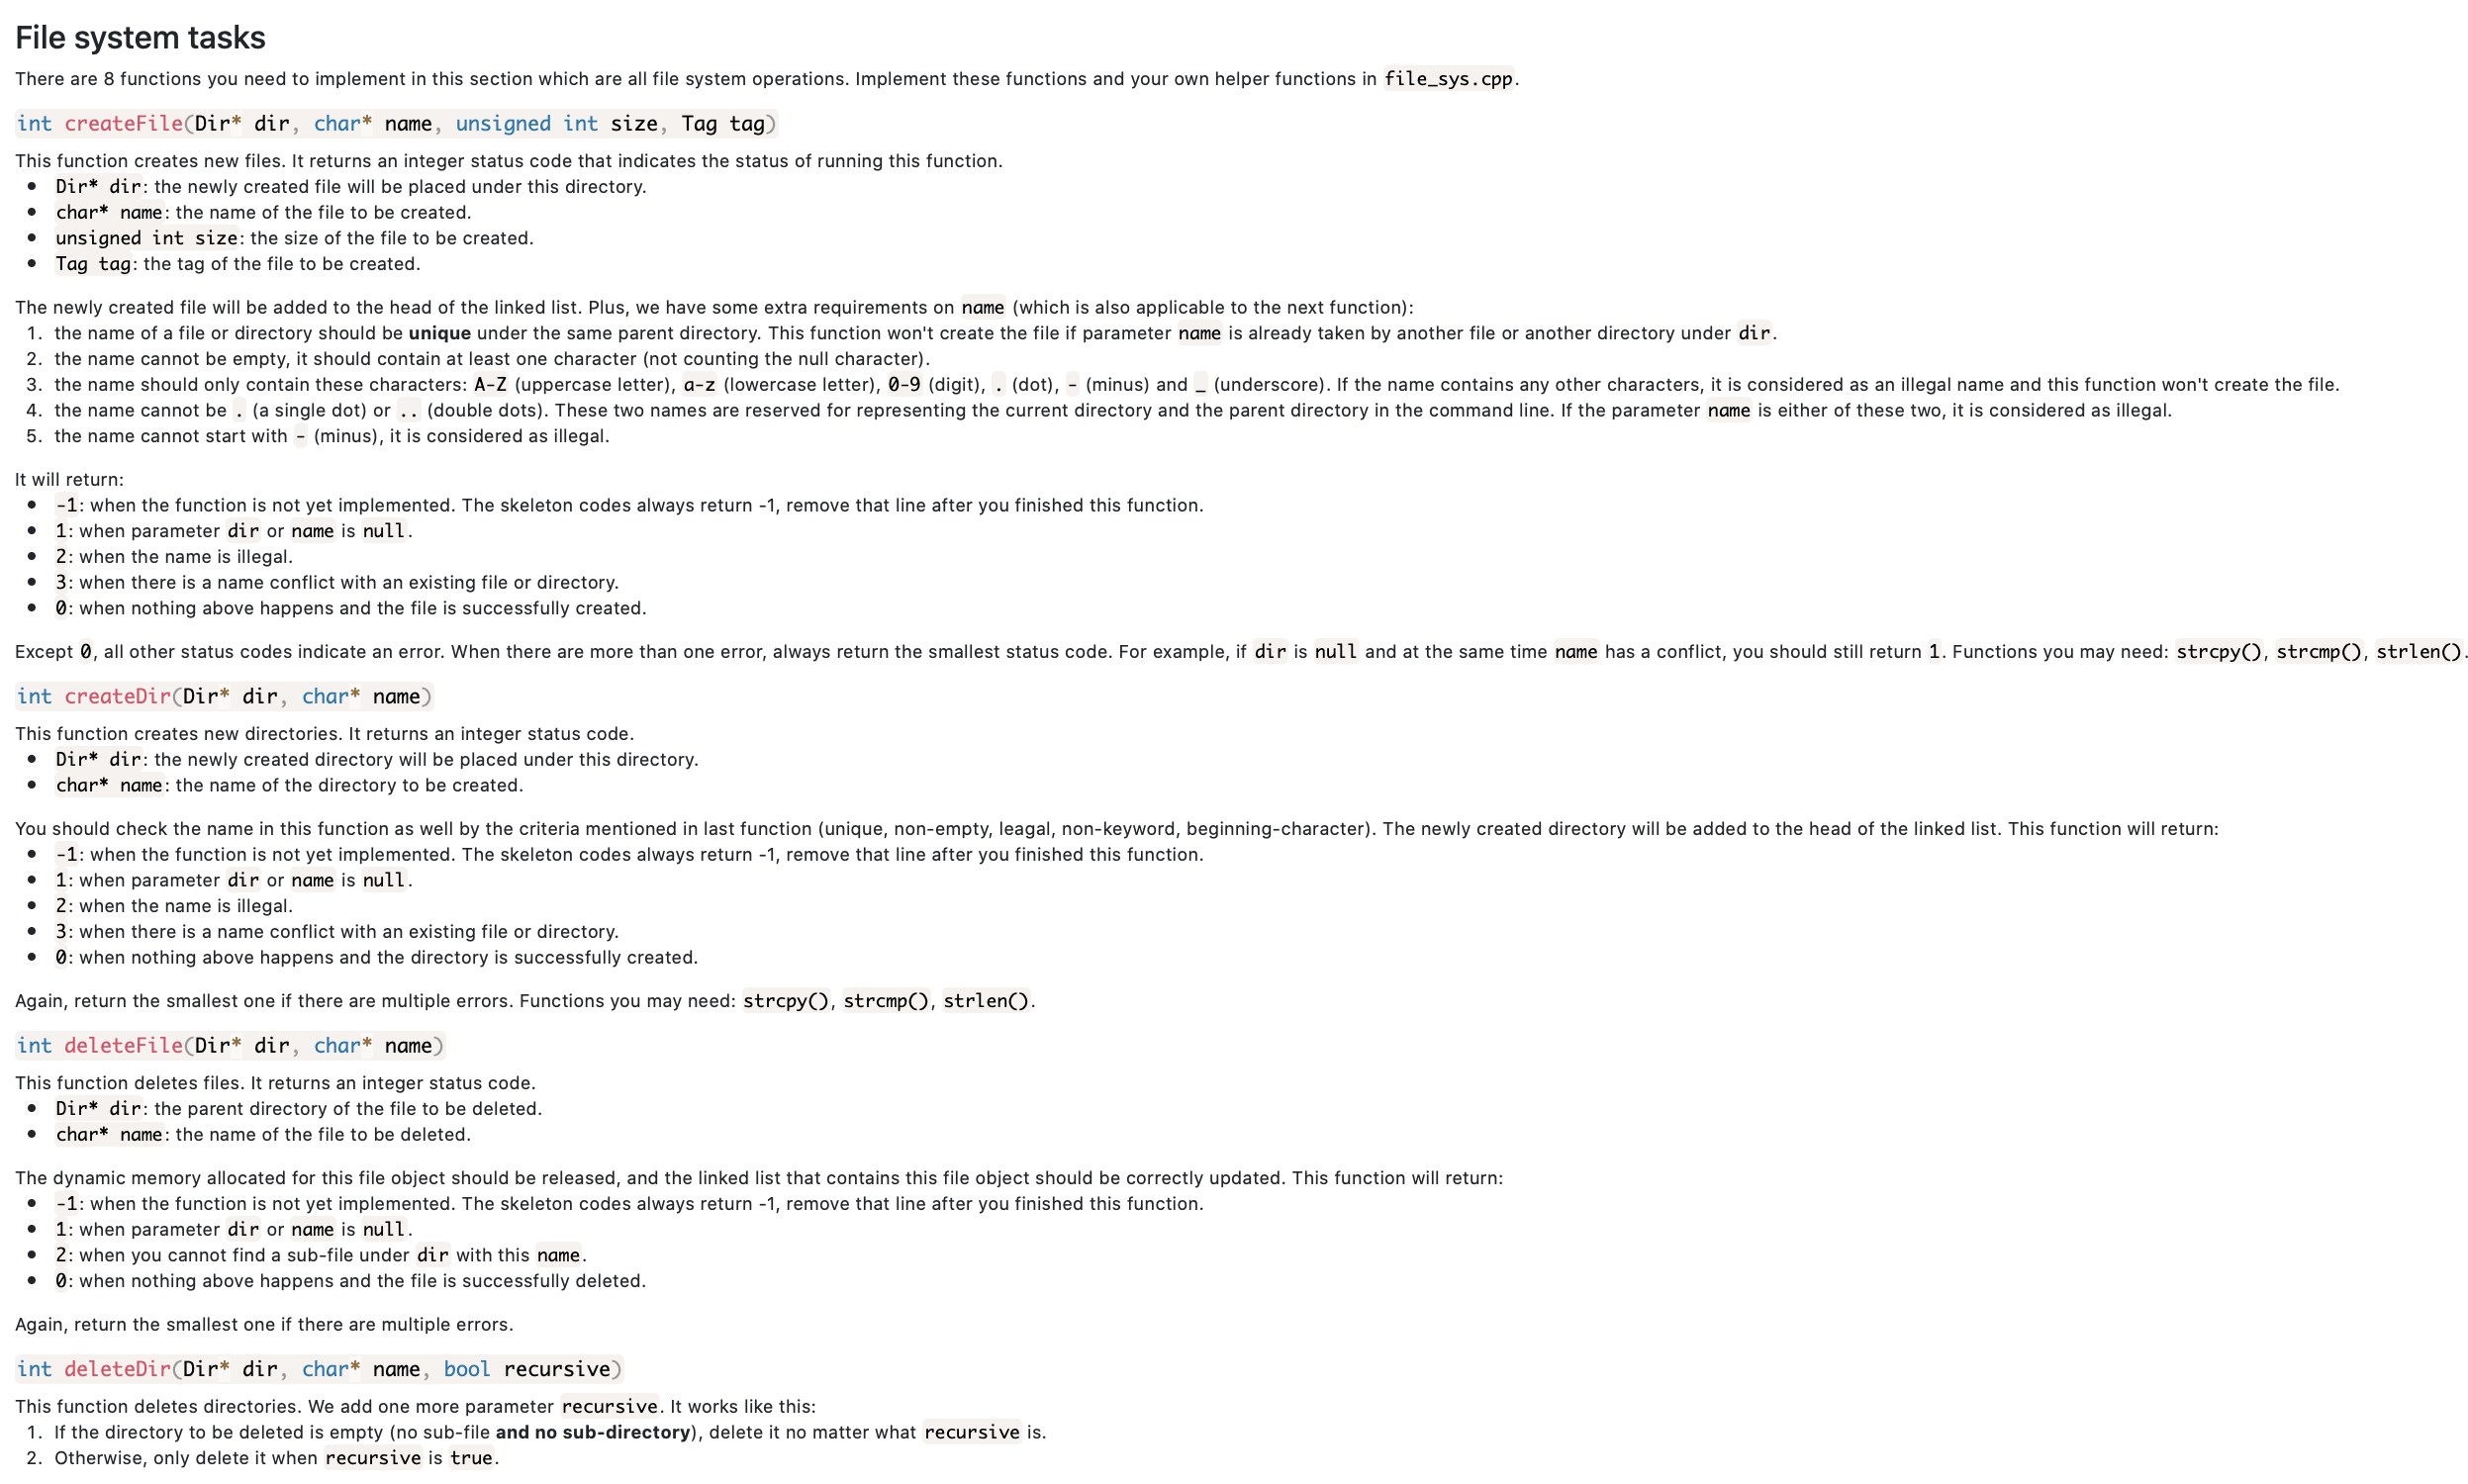 File system tasks
There are 8 functions you need to implement in this section which are all file system operations. Implement these functions and your own helper functions in file_sys.cpp.
int createFile(Dir* dir, char* name, unsigned int size, Tag tag)
This function creates new files. It returns an integer status code that indicates the status of running this function.
• Dir* dir: the newly created file will be placed under this directory.
• char* name: the name of the file to be created.
• unsigned int size: the size of the file to be created.
• Tag tag: the tag of the file to be created.
The newly created file will be added to the head of the linked list. Plus, we have some extra requirements on name (which is also applicable to the next function):
1. the name of a file or directory should be unique under the same parent directory. This function won't create the file if parameter name is already taken by another file or another directory under dir.
2. the name cannot be empty, it should contain at least one character (not counting the null character).
3. the name should only contain these characters: A-Z (uppercase letter), a-z (lowercase letter), 0-9 (digit), . (dot), - (minus) and _ (underscore). If the name contains any other characters, it is considered as an illegal name and this function won't create the file.
4. the name cannot be . (a single dot) or .. (double dots). These two names are reserved for representing the current directory and the parent directory in the command line. If the parameter name is either of these two, it is considered as illegal.
5. the name cannot start with - (minus), it is considered as illegal.
It will return:
• -1: when the function is not yet implemented. The skeleton codes always return -1, remove that line after you finished this function.
• 1: when parameter dir or name is null.
• 2: when the name is illegal.
• 3: when there is a name conflict with an existing file or directory.
• 0: when nothing above happens and the file is successfully created.
Except 0, all other status codes indicate an error. When there are more than one error, always return the smallest status code. For example, if dir is null and at the same time name has a conflict, you should still return 1. Functions you may need: strcpy(), strcmp(), strlen().
int createDir(Dir* dir, char* name)
This function creates new directories. It returns an integer status code.
• Dir* dir: the newly created directory will be placed under this directory.
• char* name: the name of the directory to be created.
You should check the name in this function as well by the criteria mentioned in last function (unique, non-empty, leagal, non-keyword, beginning-character). The newly created directory will be added to the head of the linked list. This function will return:
• -1: when the function is not yet implemented. The skeleton codes always return -1, remove that line after you finished this function.
• 1: when parameter dir or name is null.
• 2: when the name is illegal.
• 3: when there is a name conflict with an existing file or directory.
• 0: when nothing above happens and the directory is successfully created.
Again, return the smallest one if there are multiple errors. Functions you may need: strcpy(), strcmp(), strlen().
int deleteFile(Dir* dir, char* name)
This function deletes files. It returns an integer status code.
• Dir* dir: the parent directory of the file to be deleted.
• char* name: the name of the file to be deleted.
The dynamic memory allocated for this file object should be released, and the linked list that contains this file object should be correctly updated. This function will return:
• -1: when the function is not yet implemented. The skeleton codes always return -1, remove that line after you finished this function.
• 1: when parameter dir or name is null.
• 2: when you cannot find a sub-file under dir with this name.
• 0: when nothing above happens and the file is successfully deleted.
Again, return the smallest one if there are multiple errors.
int deleteDir(Dir* dir, char* name, bool recursive)
This function deletes directories. We add one more parameter recursive. It works like this:
1. If the directory to be deleted is empty (no sub-file and no sub-directory), delete it no matter what recursive is.
2. Otherwise, only delete it when recursive is true.